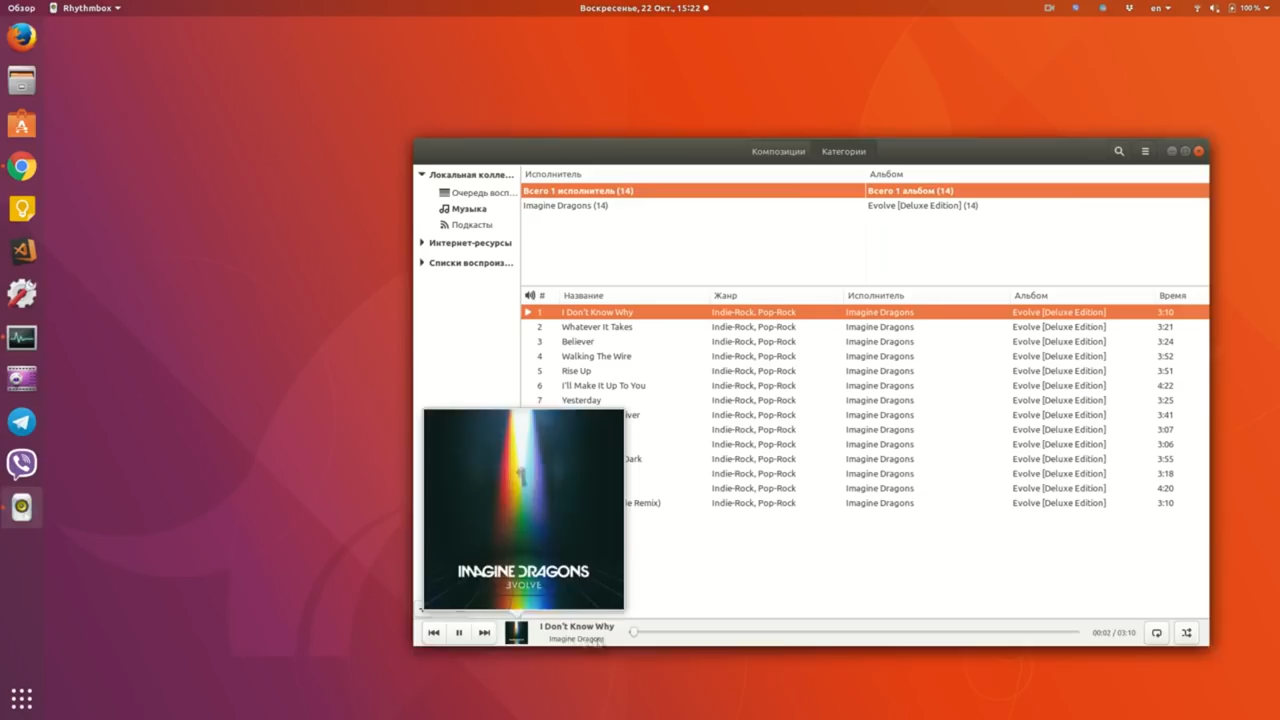 Обзор Rhythmbox Воскресенье, 22 Окт., 15:22 en 100 %
Композиции Категории
Локальная колле...
Очередь восп...
Музыка
Подкасты
Интернет-ресурсы
Списки воспроиз...
Исполнитель Альбом
Всего 1 исполнитель (14) Всего 1 альбом (14)
Imagine Dragons (14) Evolve [Deluxe Edition] (14)
# Название Жанр Исполнитель Альбом Время
1 I Don't Know Why Indie-Rock, Pop-Rock Imagine Dragons Evolve [Deluxe Edition] 3:10
2 Whatever It Takes Indie-Rock, Pop-Rock Imagine Dragons Evolve [Deluxe Edition] 3:21
3 Believer Indie-Rock, Pop-Rock Imagine Dragons Evolve [Deluxe Edition] 3:24
4 Walking The Wire Indie-Rock, Pop-Rock Imagine Dragons Evolve [Deluxe Edition] 3:52
5 Rise Up Indie-Rock, Pop-Rock Imagine Dragons Evolve [Deluxe Edition] 3:51
6 I'll Make It Up To You Indie-Rock, Pop-Rock Imagine Dragons Evolve [Deluxe Edition] 4:22
7 Yesterday Indie-Rock, Pop-Rock Imagine Dragons Evolve [Deluxe Edition] 3:25
iver Indie-Rock, Pop-Rock Imagine Dragons Evolve [Deluxe Edition] 3:41
Indie-Rock, Pop-Rock Imagine Dragons Evolve [Deluxe Edition] 3:07
Indie-Rock, Pop-Rock Imagine Dragons Evolve [Deluxe Edition] 3:06
Dark Indie-Rock, Pop-Rock Imagine Dragons Evolve [Deluxe Edition] 3:55
Indie-Rock, Pop-Rock Imagine Dragons Evolve [Deluxe Edition] 3:18
Indie-Rock, Pop-Rock Imagine Dragons Evolve [Deluxe Edition] 4:20
le Remix) Indie-Rock, Pop-Rock Imagine Dragons Evolve [Deluxe Edition] 3:10
IMAGINE DRAGONS
EVOLVE
I Don't Know Why
Imagine Dragons
00:02 / 03:10